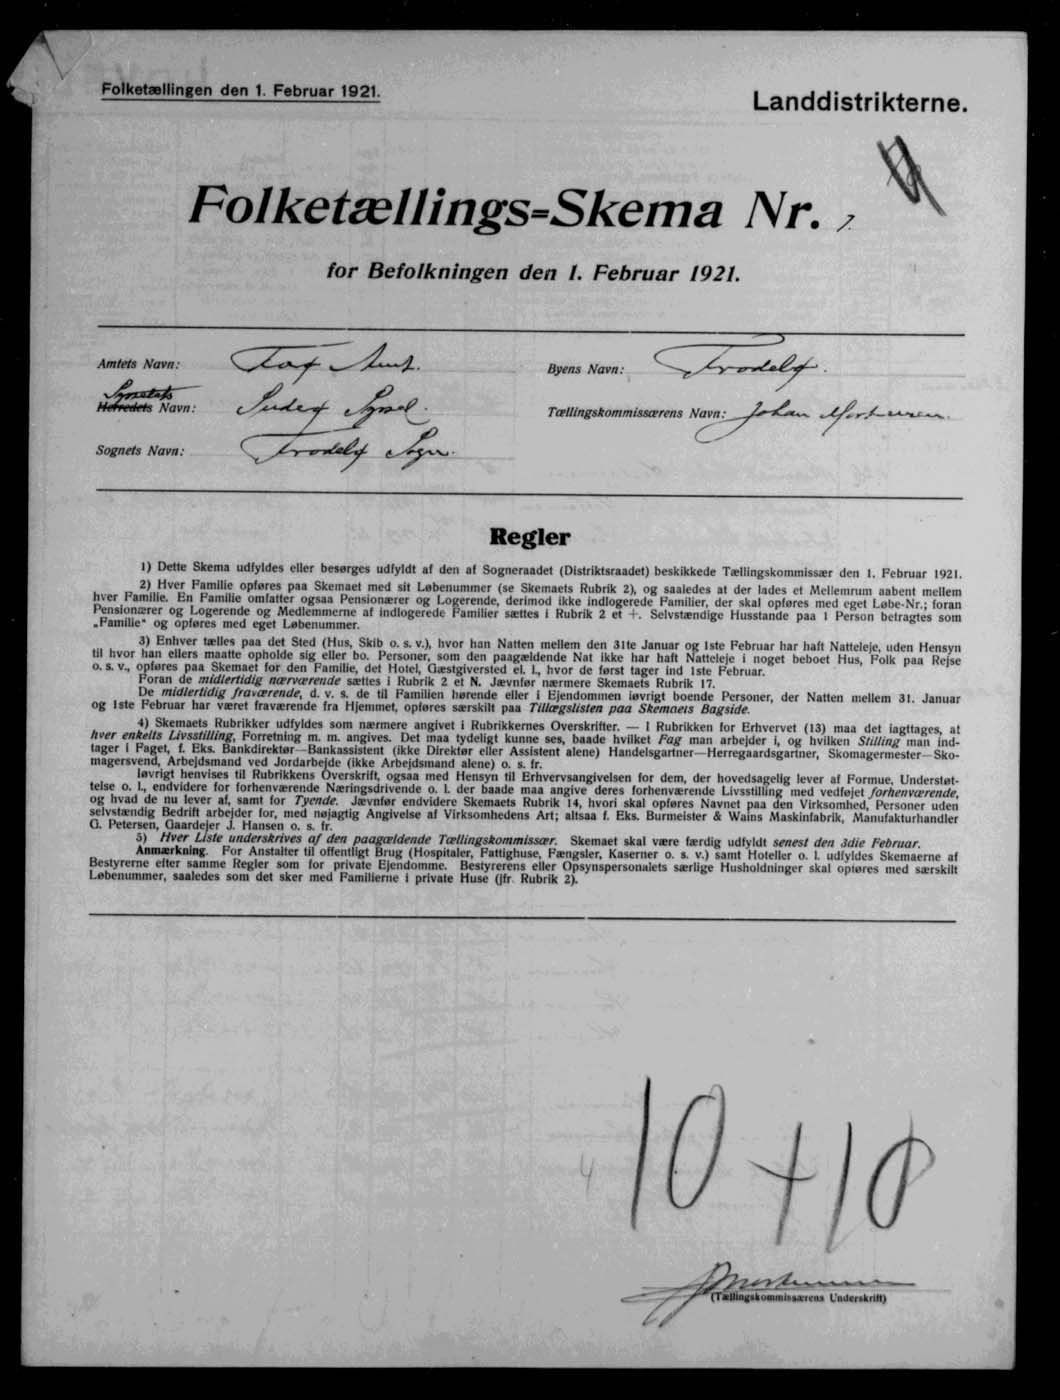 Folketællingen den 1. Februar 1921.
Landdistrikterne.
Folketællings=Skema Nr. 1.
for Befolkningen den 1. Februar 1921.
Amtets Navn: Færø Amt.
Byens Navn: Frodebø.
Sysselets
Herredets Navn: Suderø Syssel.
Tællingskommissærens Navn: Johan Mortensen.
Sognets Navn: Frodebø Sogn.
Regler
1) Dette Skema udfyldes eller besørges udfyldt af den af Sogneraadet (Distriktsraadet) beskikkede Tællingskommissær den 1. Februar 1921.
2) Hver Familie opføres paa Skemaet med sit Løbenummer (se Skemaets Rubrik 2), og saaledes at der lades et Mellemrum aabent mellem
hver Familie. En Familie omfatter ogsaa Pensionærer og Logerende, derimod ikke indlogerede Familier, der skal opføres med eget Løbe-Nr.; foran
Pensionærer og Logerende og Medlemmerne af indlogerede Familier sættes i Rubrik 2 et +. Selvstændige Husstande paa 1 Person betragtes som
„Familie“ og opføres med eget Løbenummer.
3) Enhver tælles paa det Sted (Hus, Skib o. s. v.), hvor han Natten mellem den 31te Januar og 1ste Februar har haft Natteleje, uden Hensyn
til hvor han ellers maatte opholde sig eller bo. Personer, som den paagældende Nat ikke har haft Natteleje i noget beboet Hus, Folk paa Rejse
o. s. v., opføres paa Skemaet for den Familie, det Hotel, Gæstgiversted el. l., hvor de først tager ind 1ste Februar.
Foran de midlertidig nærværende sættes i Rubrik 2 et N. Jævnfør nærmere Skemaets Rubrik 17.
De midlertidig fraværende, d. v. s. de til Familien hørende eller i Ejendommen iøvrigt boende Personer, der Natten mellem 31. Januar
og 1ste Februar har været fraværende fra Hjemmet, opføres særskilt paa Tillægslisten paa Skemaets Bagside.
4) Skemaets Rubrikker udfyldes som nærmere angivet i Rubrikkernes Overskrifter. — I Rubrikken for Erhvervet (13) maa det iagttages, at
hver enkelts Livsstilling, Forretning m. m. angives. Det maa tydeligt kunne ses, baade hvilket Fag man arbejder i, og hvilken Stilling man ind-
tager i Faget, f. Eks. Bankdirektør—Bankassistent (ikke Direktør eller Assistent alene) Handelsgartner—Herregaardsgartner, Skomagermester—Sko-
magersvend, Arbejdsmand ved Jordarbejde (ikke Arbejdsmand alene) o. s. fr.
Iøvrigt henvises til Rubrikkens Overskrift, ogsaa med Hensyn til Erhvervsangivelsen for dem, der hovedsagelig lever af Formue, Understøt-
telse o. l., endvidere for forhenværende Næringsdrivende o. l. der baade maa angive deres forhenværende Livsstilling med vedføjet forhenværende,
og hvad de nu lever af, samt for Tyende. Jævnfør endvidere Skemaets Rubrik 14, hvori skal opføres Navnet paa den Virksomhed, Personer uden
selvstændig Bedrift arbejder for, med nøjagtig Angivelse af Virksomhedens Art; altsaa f. Eks. Burmeister & Wains Maskinfabrik, Manufakturhandler
G. Petersen, Gaardejer J. Hansen o. s. fr.
5) Hver Liste underskrives af den paagældende Tællingskommissær. Skemaet skal være færdig udfyldt senest den 3die Februar.
Anmærkning. For Anstalter til offentligt Brug (Hospitaler, Fattighuse, Fængsler, Kaserner o. s. v.) samt Hoteller o. l. udfyldes Skemaerne af
Bestyrerne efter samme Regler som for private Ejendomme. Bestyrerens eller Opsynspersonalets særlige Husholdninger skal opføres med særskilt
Løbenummer, saaledes som det sker med Familierne i private Huse (jfr. Rubrik 2).
4 10 + 10
JMortensen
(Tællingskommissærens Underskrift)